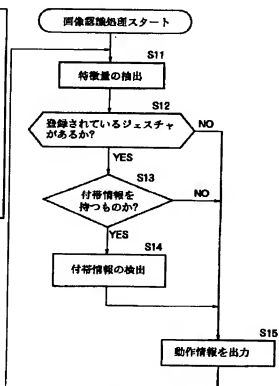 画像認識処理スタート
S11
特徴量の抽出
S12
登録されているジェスチャ
があるか?
NO
YES
S13
付帯情報を
持つものか?
NO
YES
S14
付帯情報の検出
S15
動作情報を出力